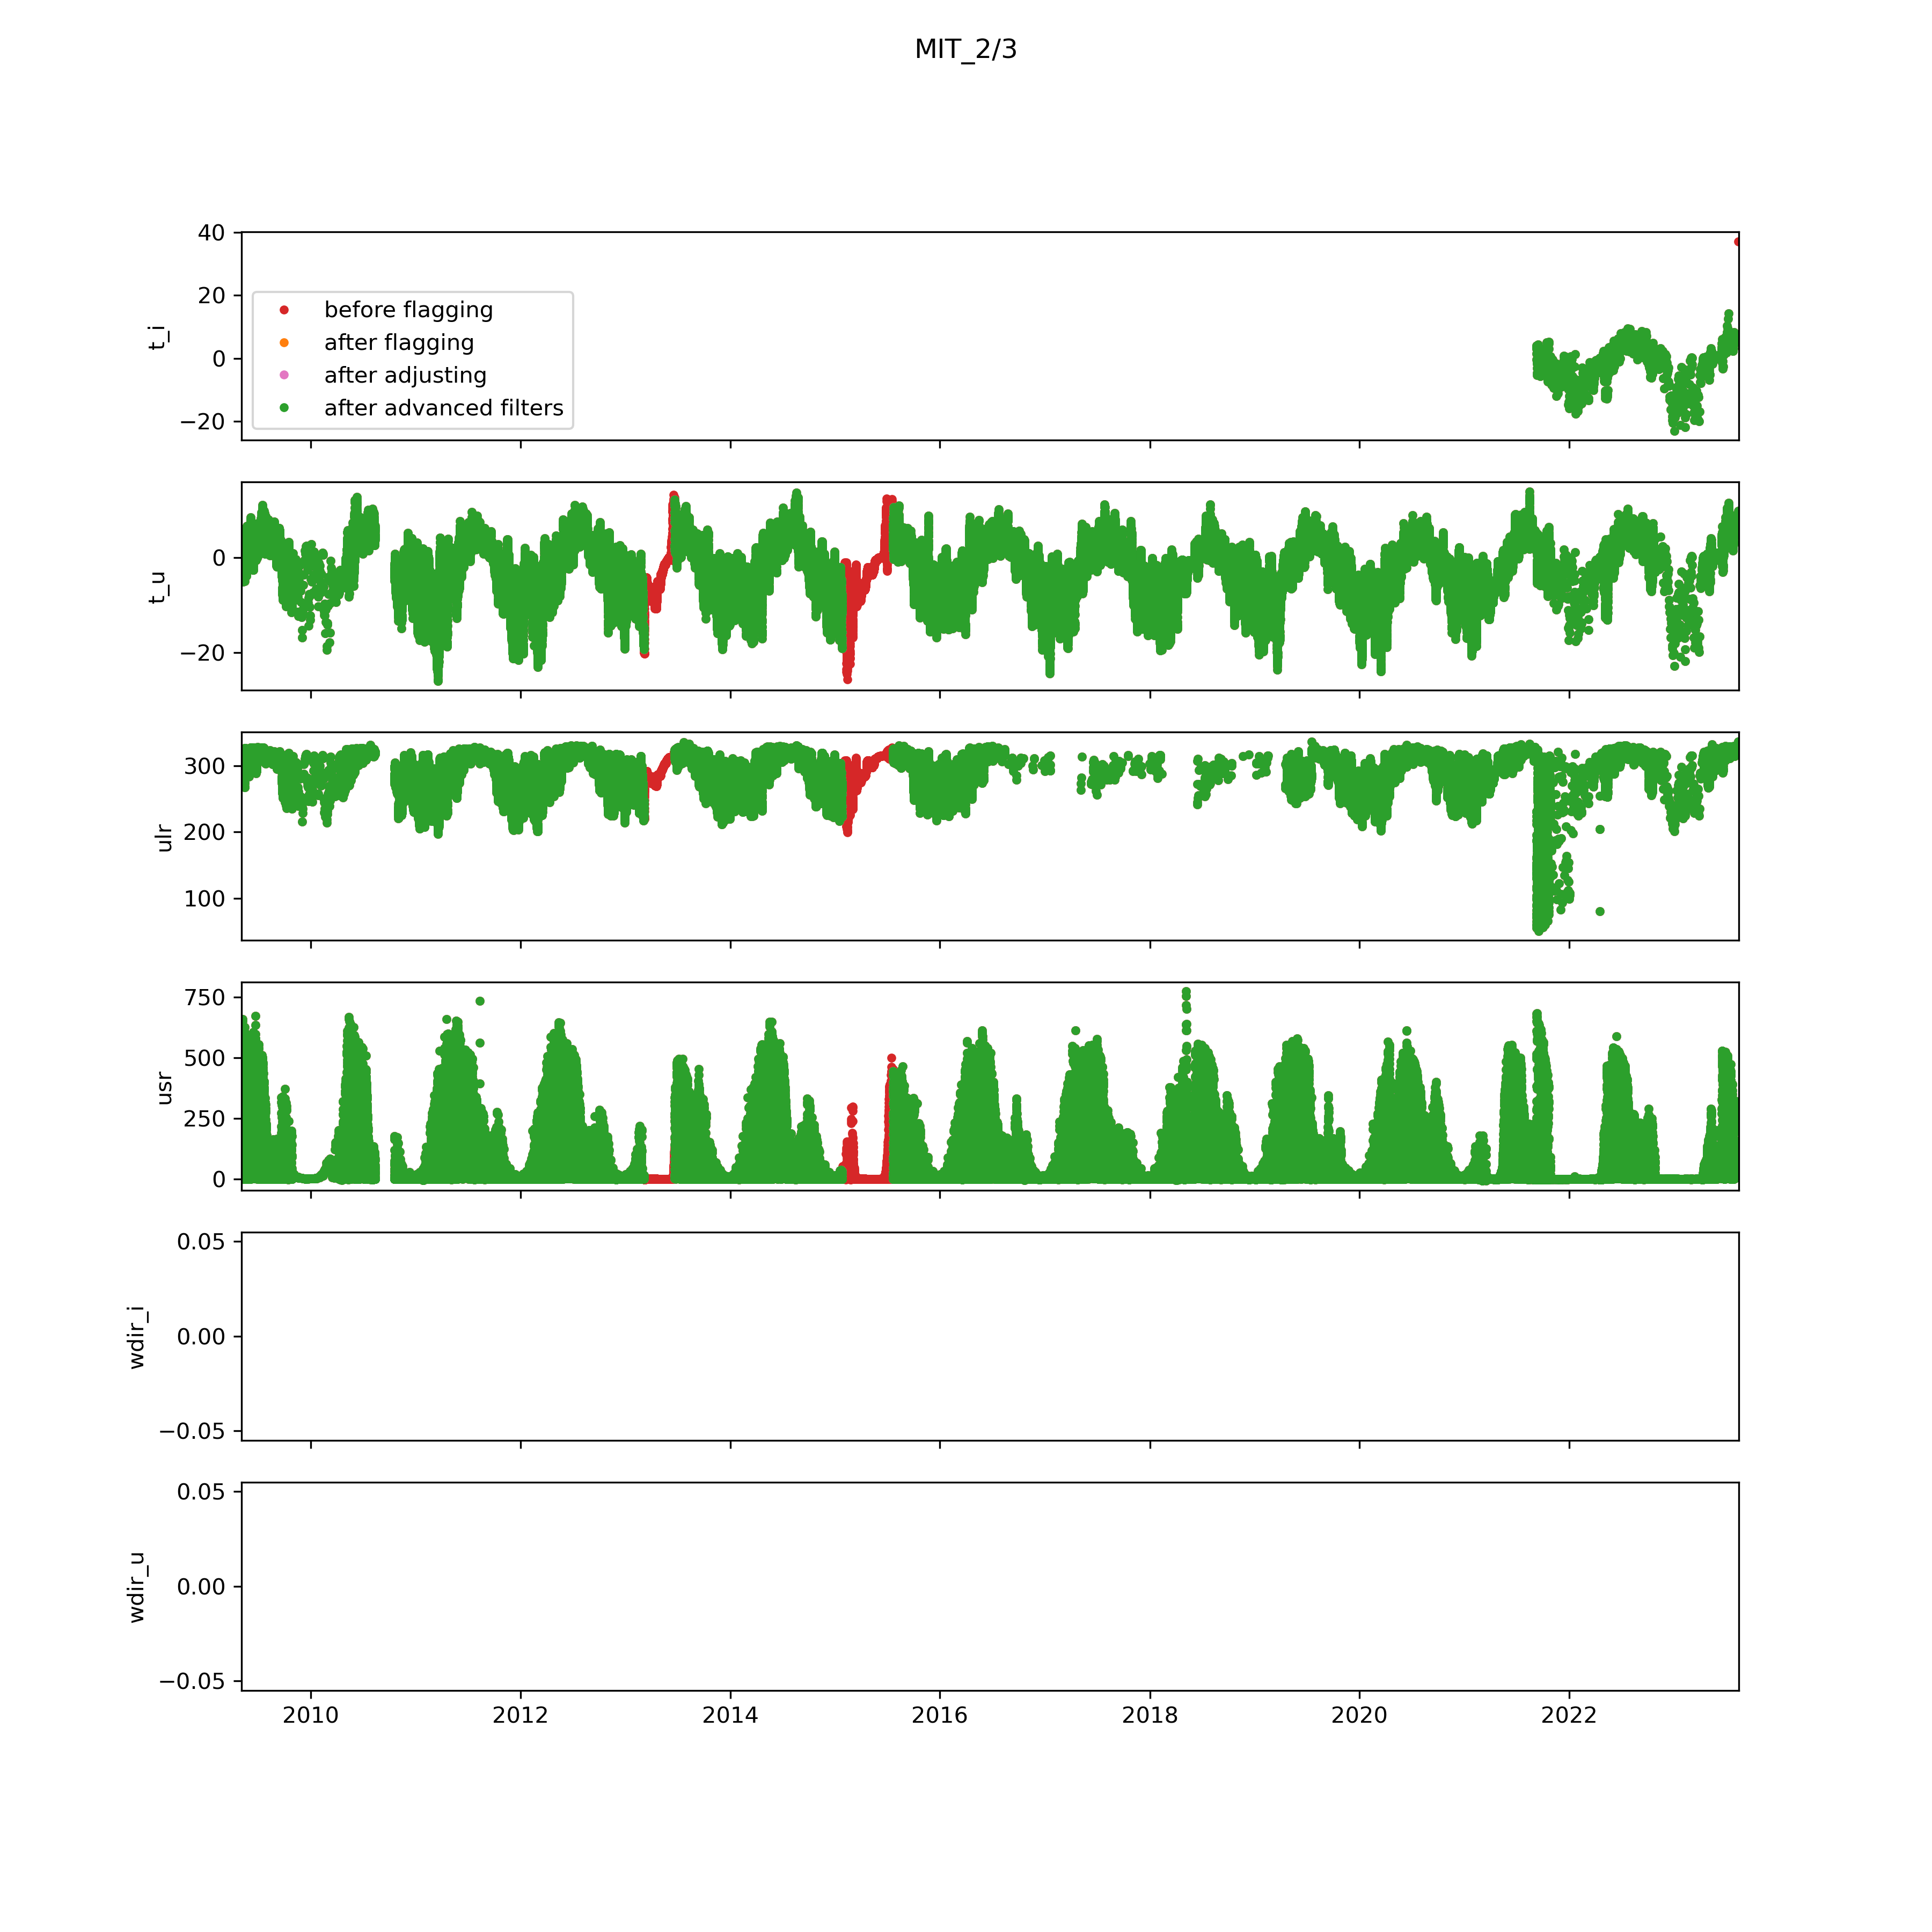 MIT_2/3
40
20
0
−20
t_i
before flagging
after flagging
after adjusting
after advanced filters
0
−20
t_u
300
200
100
ulr
750
500
250
0
usr
0.05
0.00
−0.05
wdir_i
0.05
0.00
−0.05
wdir_u
2010 2012 2014 2016 2018 2020 2022